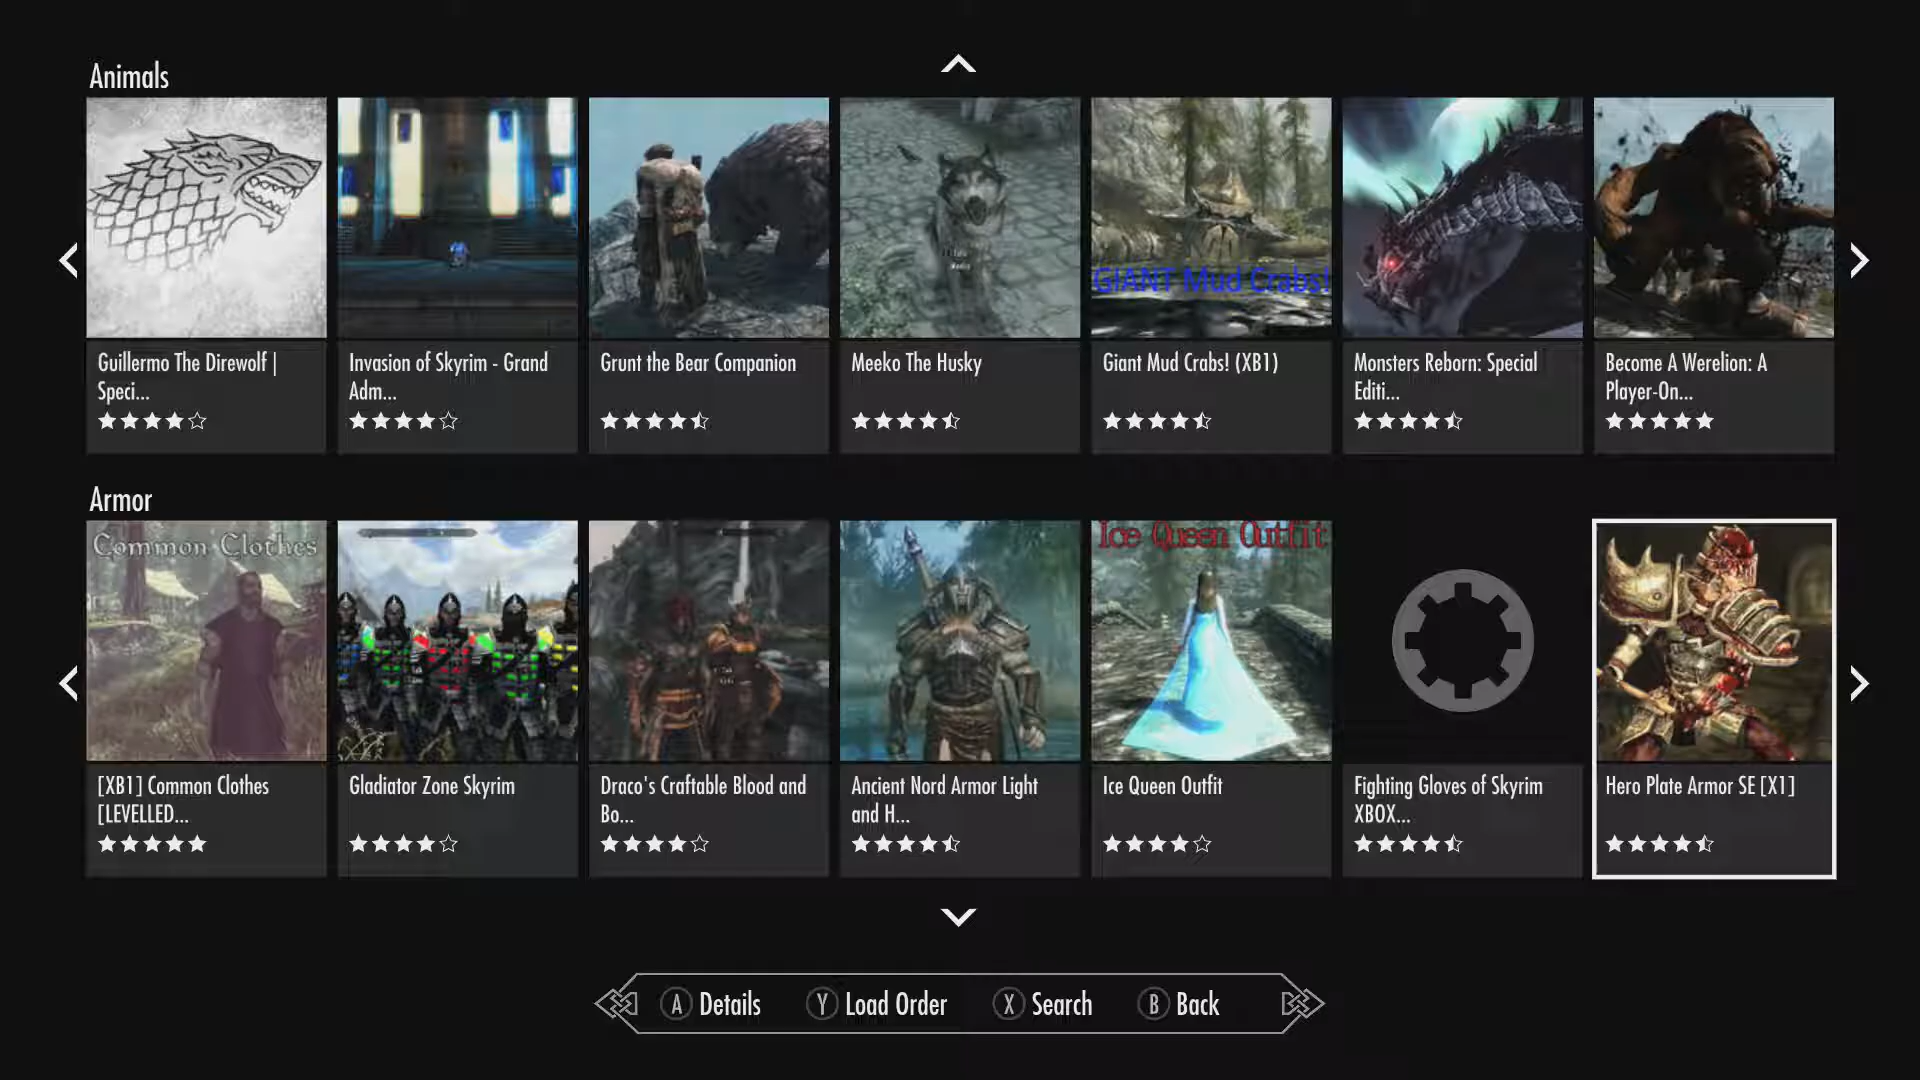 Animals
GIANT Mud Crabs!
Guillermo The Direwolf |
Speci...
Invasion of Skyrim - Grand
Adm...
Grunt the Bear Companion
Meeko The Husky
Giant Mud Crabs! (XB1)
Monsters Reborn: Special
Editi...
Become A Werelion: A
Player-On...
Armor
Common Clothes
Ice Queen Outfit
[XB1] Common Clothes
[LEVELLED...
Gladiator Zone Skyrim
Draco's Craftable Blood and
Bo...
Ancient Nord Armor Light
and H...
Ice Queen Outfit
Fighting Gloves of Skyrim
XBOX...
Hero Plate Armor SE [X1]
A Details Y Load Order X Search B Back